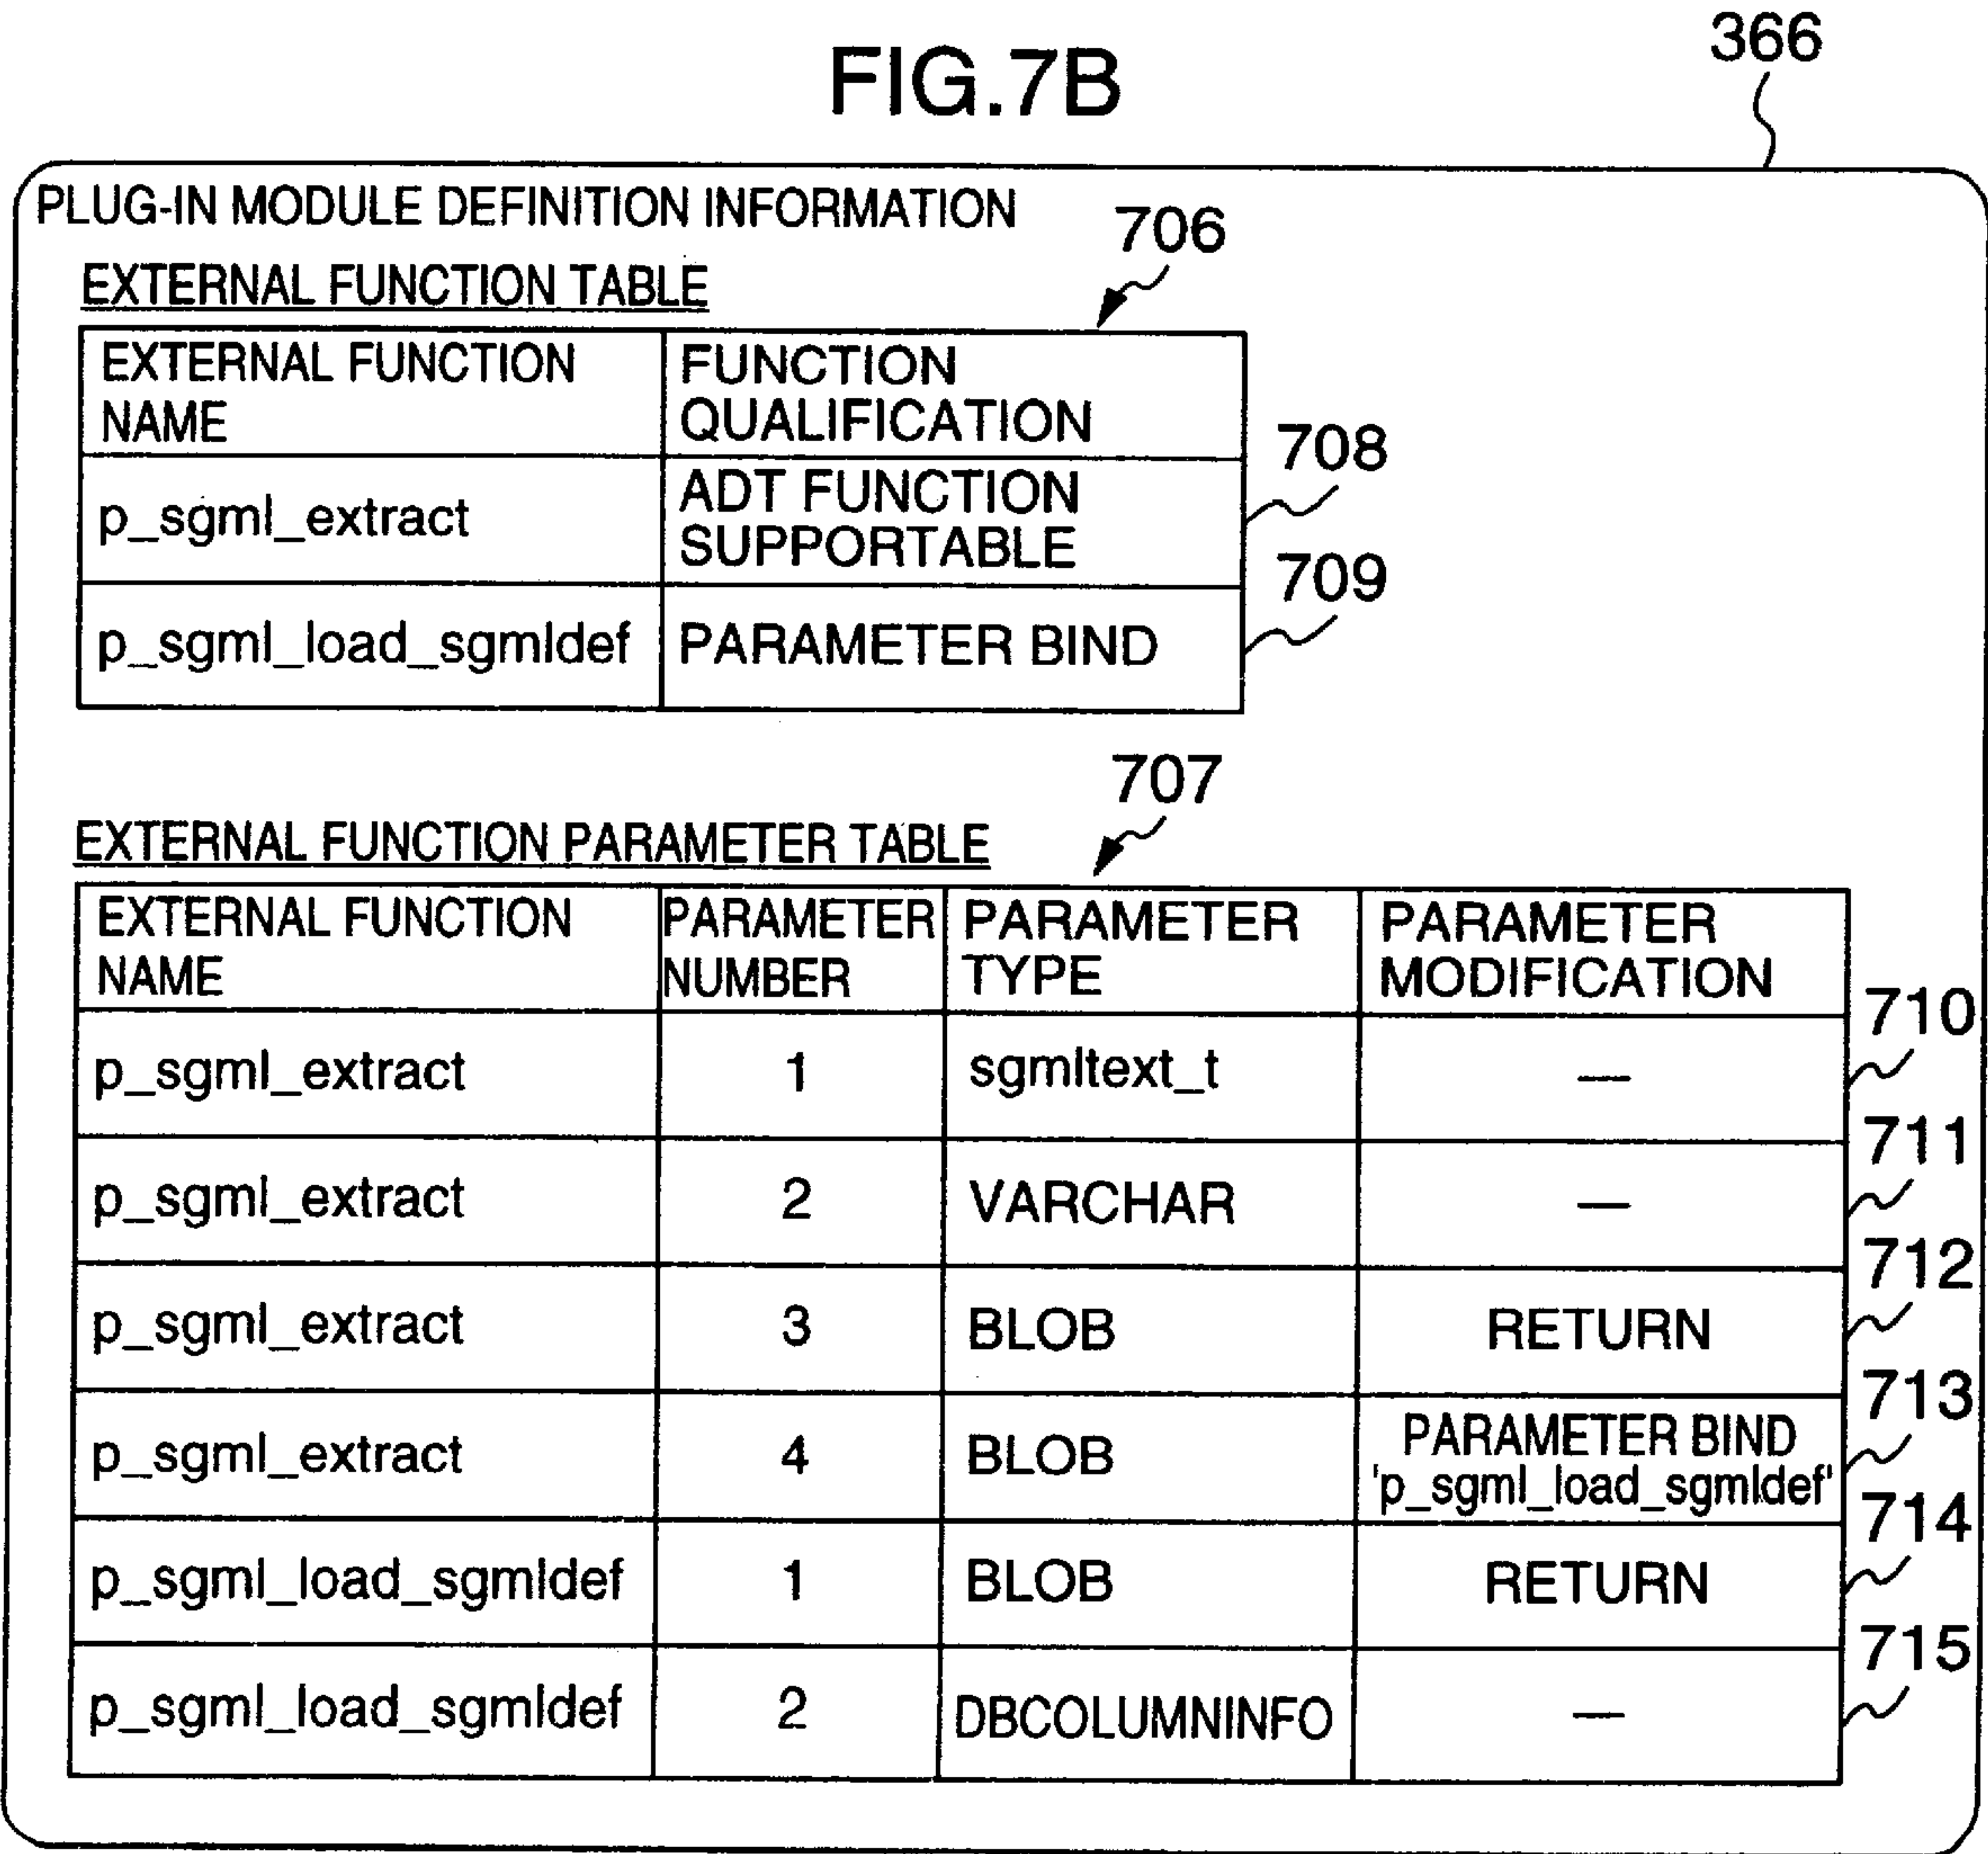 FIG.7B
366
PLUG-IN MODULE DEFINITION INFORMATION
706
EXTERNAL FUNCTION TABLE
EXTERNAL FUNCTION NAME
FUNCTION QUALIFICATION
708
p_sgml_extract
ADT FUNCTION SUPPORTABLE
709
p_sgml_load_sgmldef
PARAMETER BIND
707
EXTERNAL FUNCTION PARAMETER TABLE
EXTERNAL FUNCTION NAME
PARAMETER NUMBER
PARAMETER TYPE
PARAMETER MODIFICATION
710
p_sgml_extract 1 sgmltext_t —
711
p_sgml_extract 2 VARCHAR —
712
p_sgml_extract 3 BLOB RETURN
713
p_sgml_extract 4 BLOB PARAMETER BIND 'p_sgml_load_sgmldef'
714
p_sgml_load_sgmldef 1 BLOB RETURN
715
p_sgml_load_sgmldef 2 DBCOLUMNINFO —